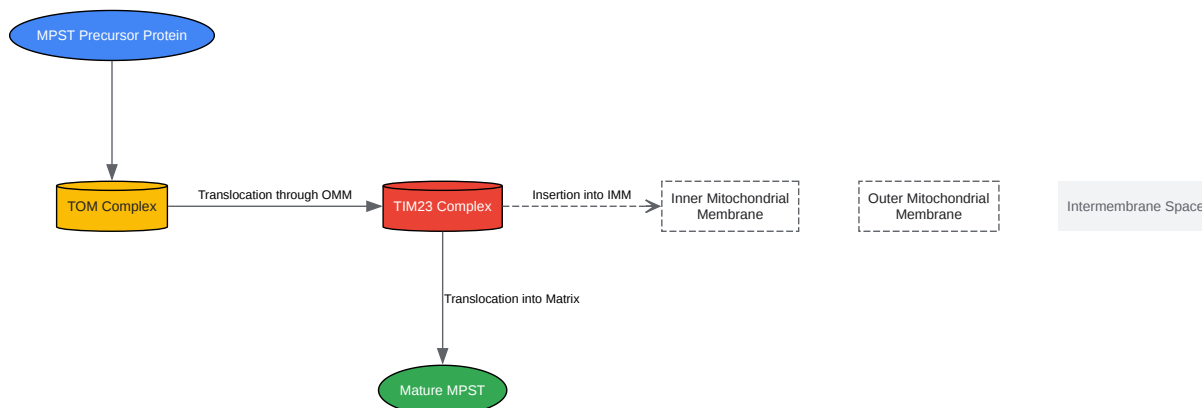 MPST Precursor Protein
TOM Complex
Translocation through OMM
TIM23 Complex
Insertion into IMM
Inner Mitochondrial
Membrane
Outer Mitochondrial
Membrane
Intermembrane Space
Translocation into Matrix
Mature MPST